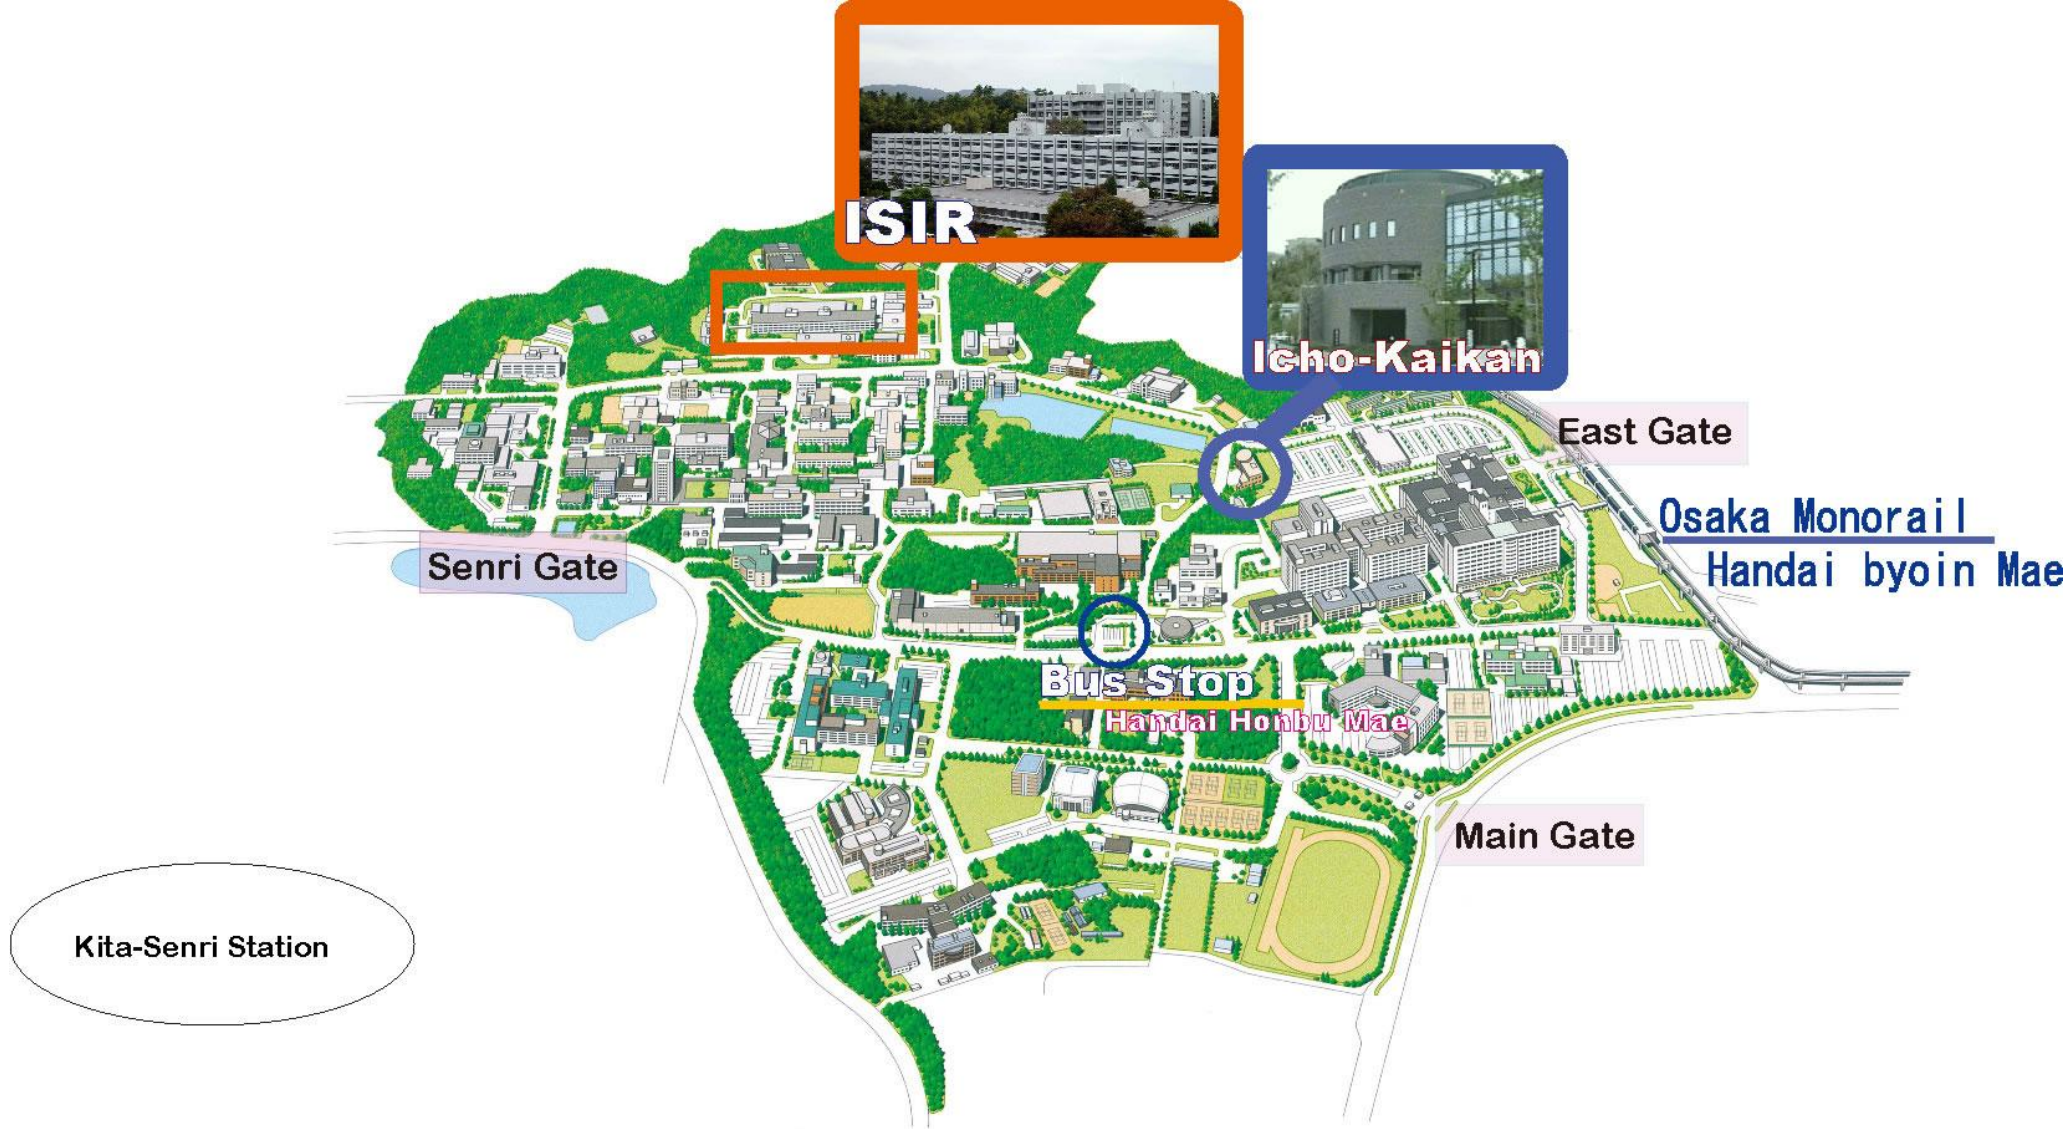 ISIR
Icho-Kaikan
East Gate
Osaka Monorail
Handai byoin Mae
Senri Gate
Bus Stop
Handai Honbu Mae
Main Gate
Kita-Senri Station